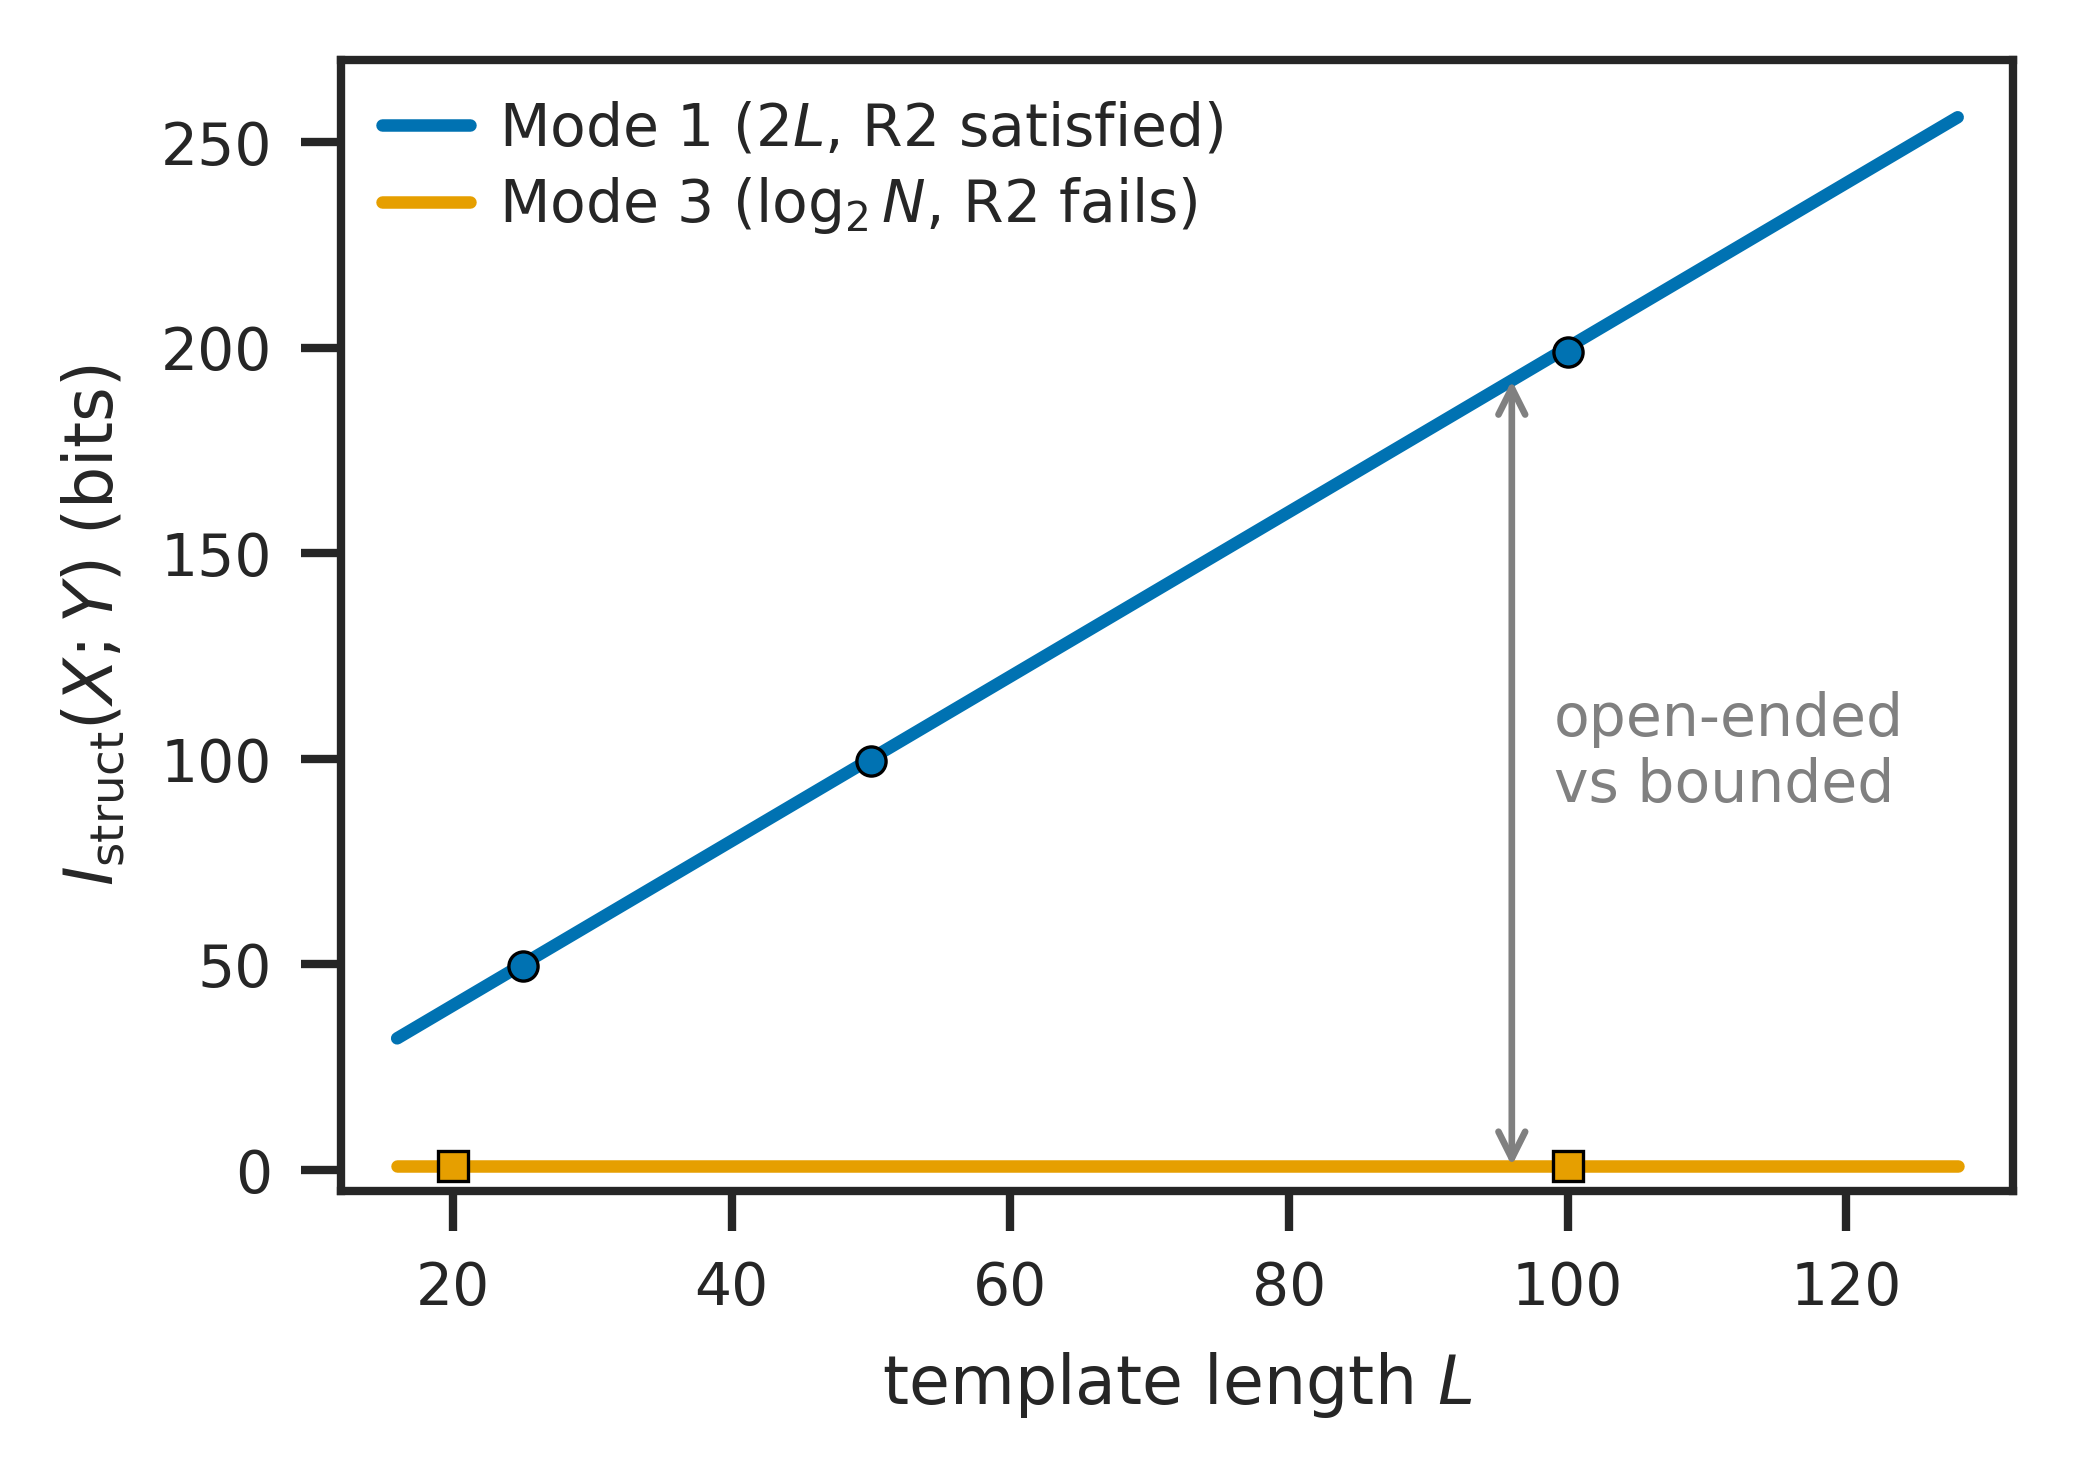 Mode 1 (2L, R2 satisfied)
Mode 3 (log₂ N, R2 fails)
250
200
150
100
50
0
I_struct(X; Y) (bits)
open-ended
vs bounded
20 40 60 80 100 120
template length L